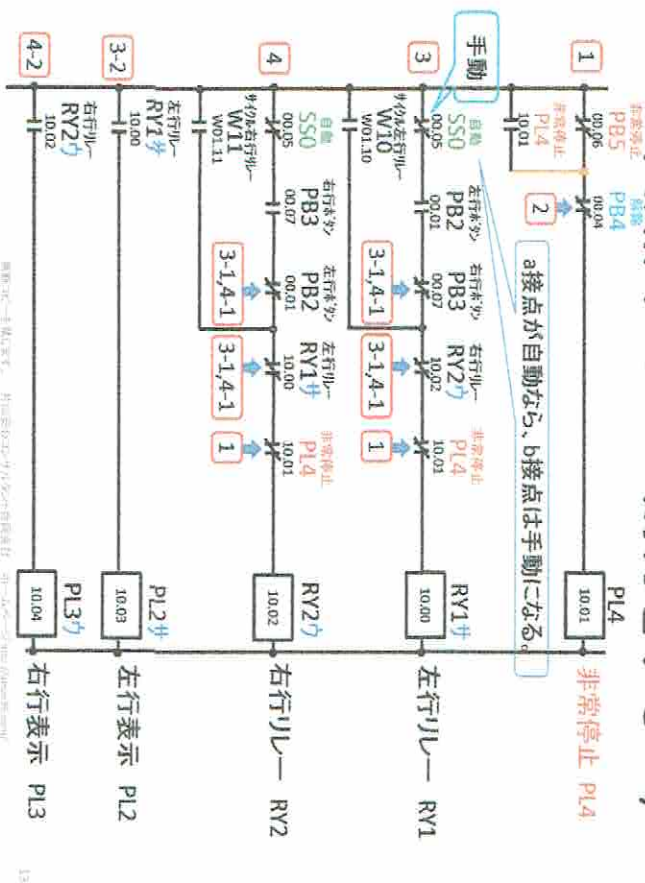 1
非常停止
PB5
00.06
解除
PB4
00.04
2
非常停止
PL4
10.01
PL4
10.01
非常停止 PL4
手動
a接点が自動なら、b接点は手動になる。
3
自動
SS0
00.05
左行ボタン
PB2
00.01
右行ボタン
PB3
00.07
3-1,4-1
右行リレー
RY2ウ
10.02
3-1,4-1
非常停止
PL4
10.01
1
サイクル左行リレー
W10
W01.10
RY1サ
10.00
左行リレー RY1
4
自動
SS0
00.05
右行ボタン
PB3
00.07
左行ボタン
PB2
00.01
3-1,4-1
左行リレー
RY1サ
10.00
3-1,4-1
非常停止
PL4
10.01
1
サイクル右行リレー
W11
W01.11
RY2ウ
10.02
右行リレー RY2
3-2
左行リレー
RY1サ
10.00
PL2サ
10.03
左行表示 PL2
4-2
右行リレー
RY2ウ
10.02
PL3ウ
10.04
右行表示 PL3
13